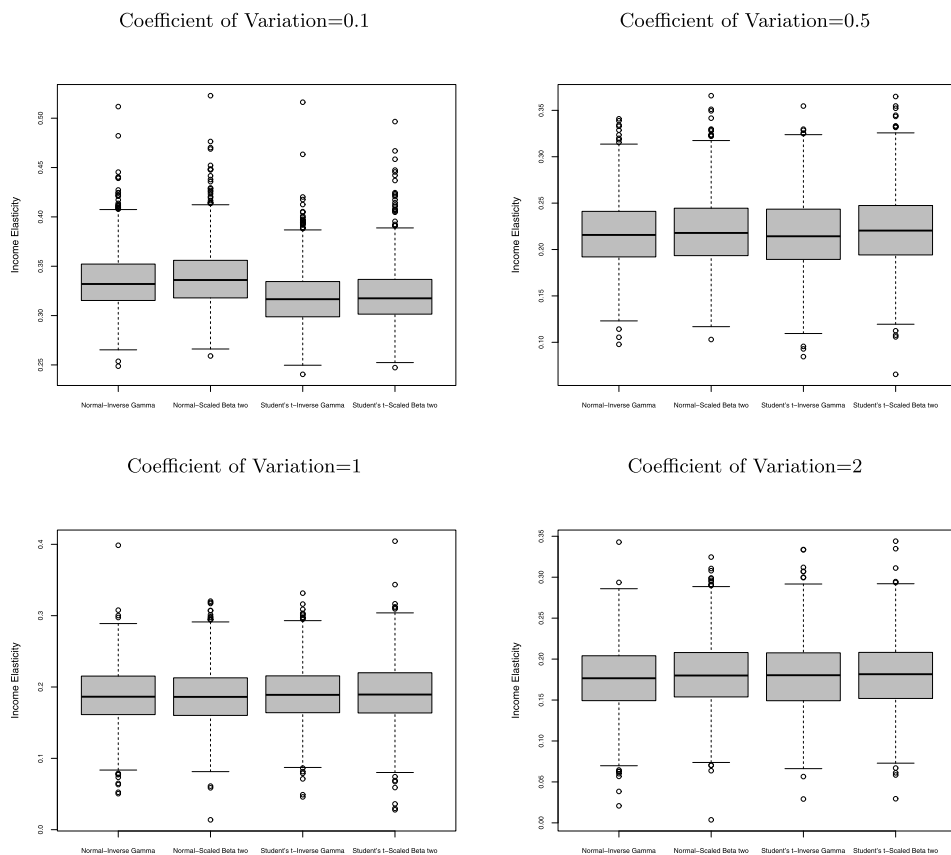 Coefficient of Variation=0.1
Income Elasticity
0.50
0.45
0.40
0.35
0.30
0.25
Normal−Inverse Gamma
Normal−Scaled Beta two
Student's t−Inverse Gamma
Student's t−Scaled Beta two
Coefficient of Variation=0.5
Income Elasticity
0.35
0.30
0.25
0.20
0.15
0.10
Normal−Inverse Gamma
Normal−Scaled Beta two
Student's t−Inverse Gamma
Student's t−Scaled Beta two
Coefficient of Variation=1
Income Elasticity
0.4
0.3
0.2
0.1
0.0
Normal−Inverse Gamma
Normal−Scaled Beta two
Student's t−Inverse Gamma
Student's t−Scaled Beta two
Coefficient of Variation=2
Income Elasticity
0.35
0.30
0.25
0.20
0.15
0.10
0.05
0.00
Normal−Inverse Gamma
Normal−Scaled Beta two
Student's t−Inverse Gamma
Student's t−Scaled Beta two